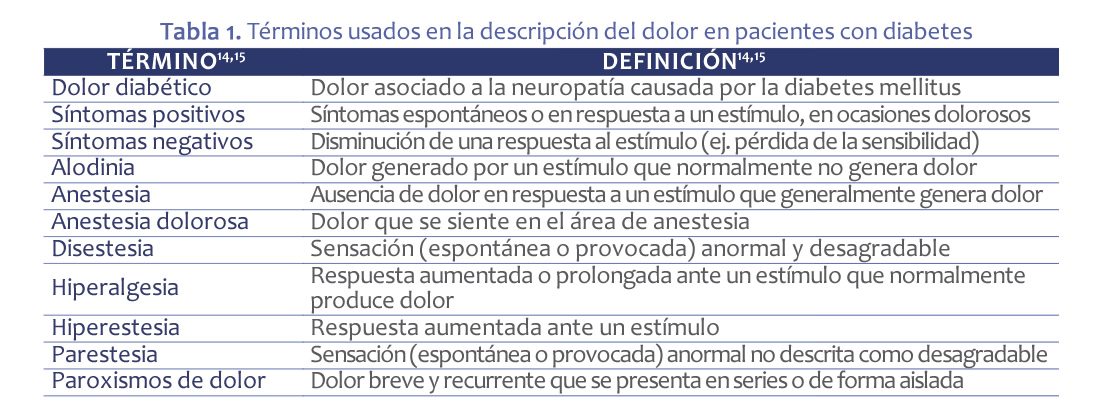 Tabla 1. Términos usados en la descripción del dolor en pacientes con diabetes
TÉRMINO14,15 DEFINICIÓN14,15
Dolor diabético Dolor asociado a la neuropatía causada por la diabetes mellitus
Síntomas positivos Síntomas espontáneos o en respuesta a un estímulo, en ocasiones dolorosos
Síntomas negativos Disminución de una respuesta al estímulo (ej. pérdida de la sensibilidad)
Alodinia Dolor generado por un estímulo que normalmente no genera dolor
Anestesia Ausencia de dolor en respuesta a un estímulo que generalmente genera dolor
Anestesia dolorosa Dolor que se siente en el área de anestesia
Disestesia Sensación (espontánea o provocada) anormal y desagradable
Hiperalgesia Respuesta aumentada o prolongada ante un estímulo que normalmente
produce dolor
Hiperestesia Respuesta aumentada ante un estímulo
Parestesia Sensación (espontánea o provocada) anormal no descrita como desagradable
Paroxismos de dolor Dolor breve y recurrente que se presenta en series o de forma aislada